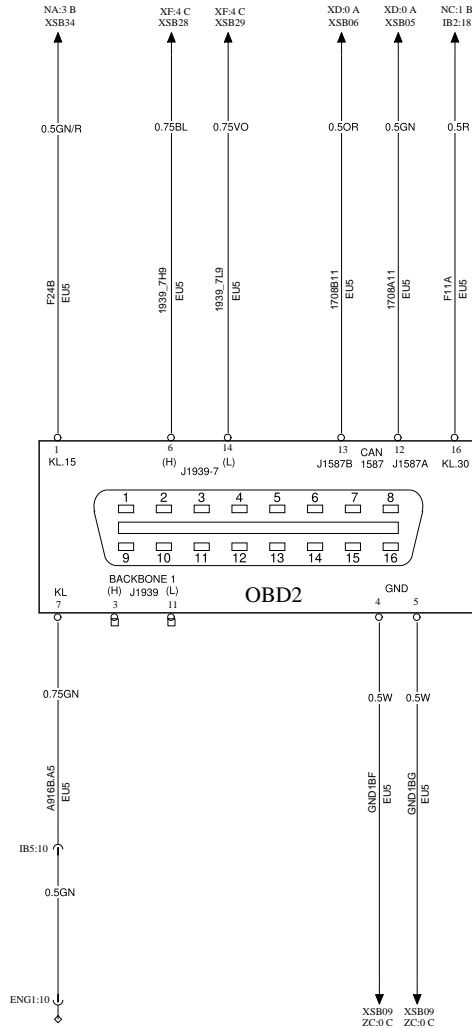 NA:3 B XF:4 C XF:4 C XD:0 A XD:0 A NC:1 B
XSB34 XSB28 XSB29 XSB06 XSB05 IB2:18
0.5GN/R 0.75BL 0.75VO 0.5OR 0.5GN 0.5R
F24B 1939_7H9 1939_7L9 1708B11 1708A11 F11A
EU5 EU5 EU5 EU5 EU5 EU5
1 6 14 13 CAN 12 16
KL.15 (H) (L) J1587B 1587 J1587A KL.30
J1939-7
1 2 3 4 5 6 7 8
9 10 11 12 13 14 15 16
BACKBONE 1
KL (H) J1939 (L) OBD2 GND
7 3 11 4 5
0.75GN 0.5W 0.5W
A916B.A5 GND1BF GND1BG
EU5 EU5 EU5
IB5:10
0.5GN
ENG1:10
XSB09 XSB09
ZC:0 C ZC:0 C